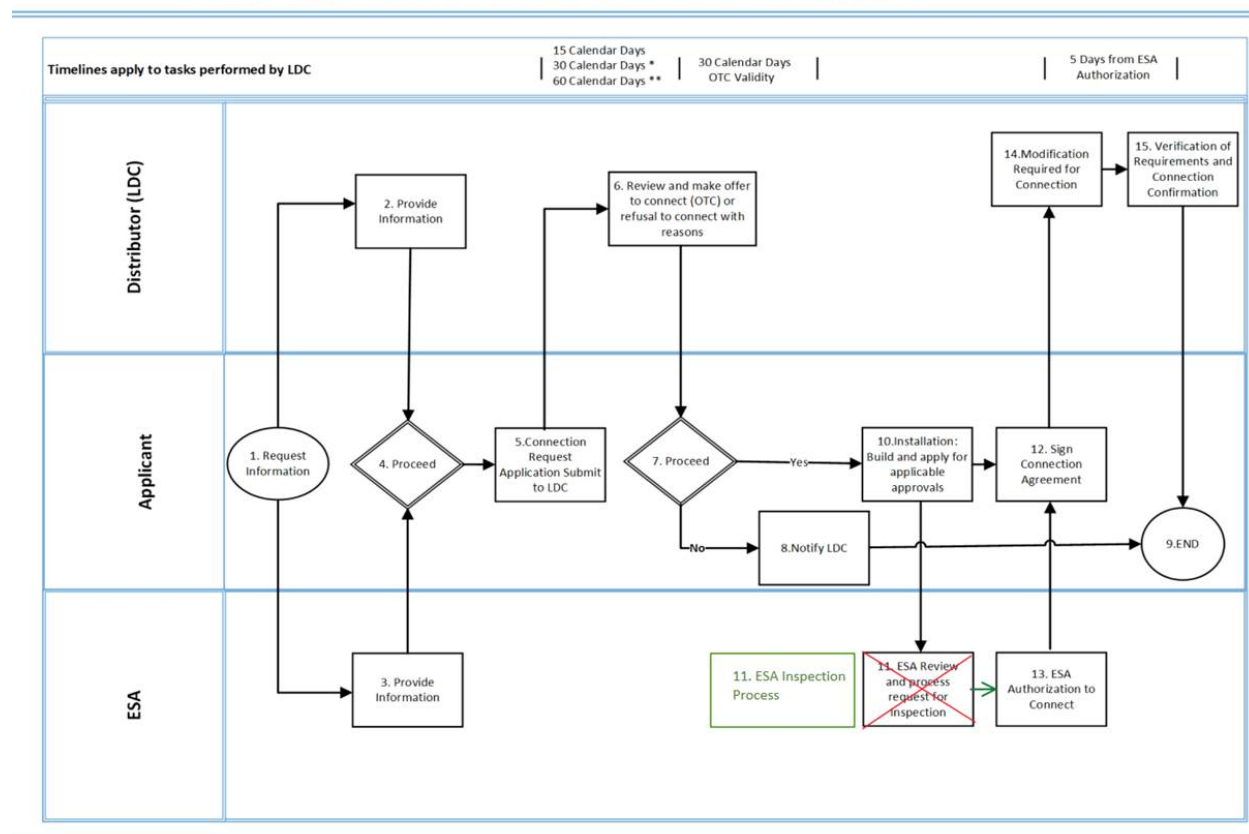 Timelines apply to tasks performed by LDC
15 Calendar Days
30 Calendar Days *
60 Calendar Days **
30 Calendar Days
OTC Validity
5 Days from ESA
Authorization
Distributor (LDC)
2. Provide
Information
6. Review and make offer
to connect (OTC) or
refusal to connect with
reasons
14.Modification
Required for
Connection
15. Verification of
Requirements and
Connection
Confirmation
Applicant
1. Request
Information
4. Proceed
5.Connection
Request
Application Submit
to LDC
7. Proceed
Yes
No
8.Notify LDC
10.Installation:
Build and apply for
applicable
approvals
12. Sign
Connection
Agreement
9.END
ESA
3. Provide
Information
11. ESA Inspection
Process
11. ESA Review
and process
request for
Inspection
13. ESA
Authorization to
Connect